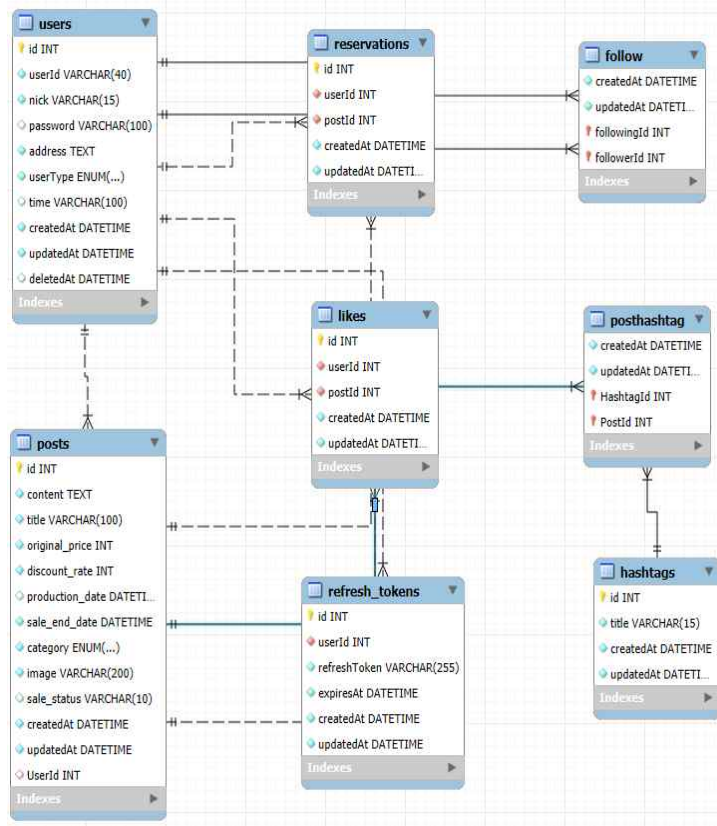 users
id INT
userId VARCHAR(40)
nick VARCHAR(15)
password VARCHAR(100)
address TEXT
userType ENUM(...)
time VARCHAR(100)
createdAt DATETIME
updatedAt DATETIME
deletedAt DATETIME
Indexes
reservations
id INT
userId INT
postId INT
createdAt DATETIME
updatedAt DATETI...
Indexes
follow
createdAt DATETIME
updatedAt DATETI...
followingId INT
followerId INT
Indexes
likes
id INT
userId INT
postId INT
createdAt DATETIME
updatedAt DATETI...
Indexes
posthashtag
createdAt DATETIME
updatedAt DATETI...
HashtagId INT
PostId INT
Indexes
posts
id INT
content TEXT
title VARCHAR(100)
original_price INT
discount_rate INT
production_date DATETI...
sale_end_date DATETIME
category ENUM(...)
image VARCHAR(200)
sale_status VARCHAR(10)
createdAt DATETIME
updatedAt DATETIME
UserId INT
Indexes
refresh_tokens
id INT
userId INT
refreshToken VARCHAR(255)
expiresAt DATETIME
createdAt DATETIME
updatedAt DATETIME
Indexes
hashtags
id INT
title VARCHAR(15)
createdAt DATETIME
updatedAt DATETI...
Indexes